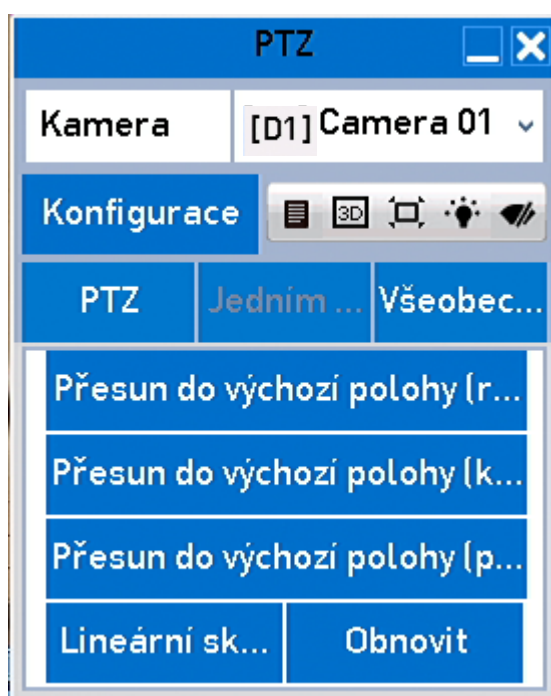 PTZ
Kamera [D1] Camera 01
Konfigurace 3D
PTZ Jedním ... Všeobec...
Přesun do výchozí polohy (r...
Přesun do výchozí polohy (k...
Přesun do výchozí polohy (p...
Lineární sk... Obnovit